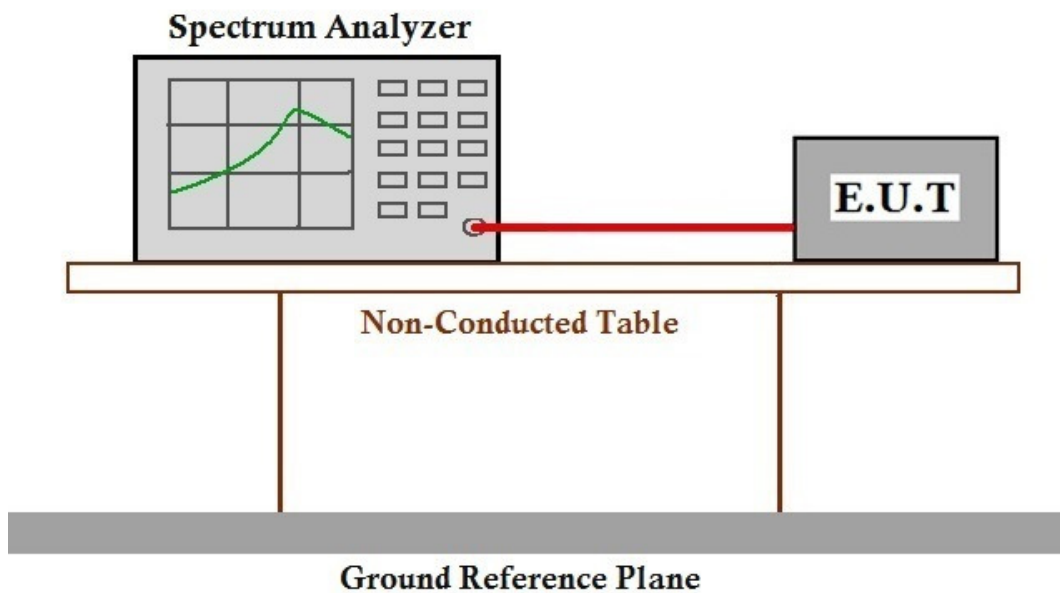 Spectrum Analyzer
E.U.T
Non-Conducted Table
Ground Reference Plane